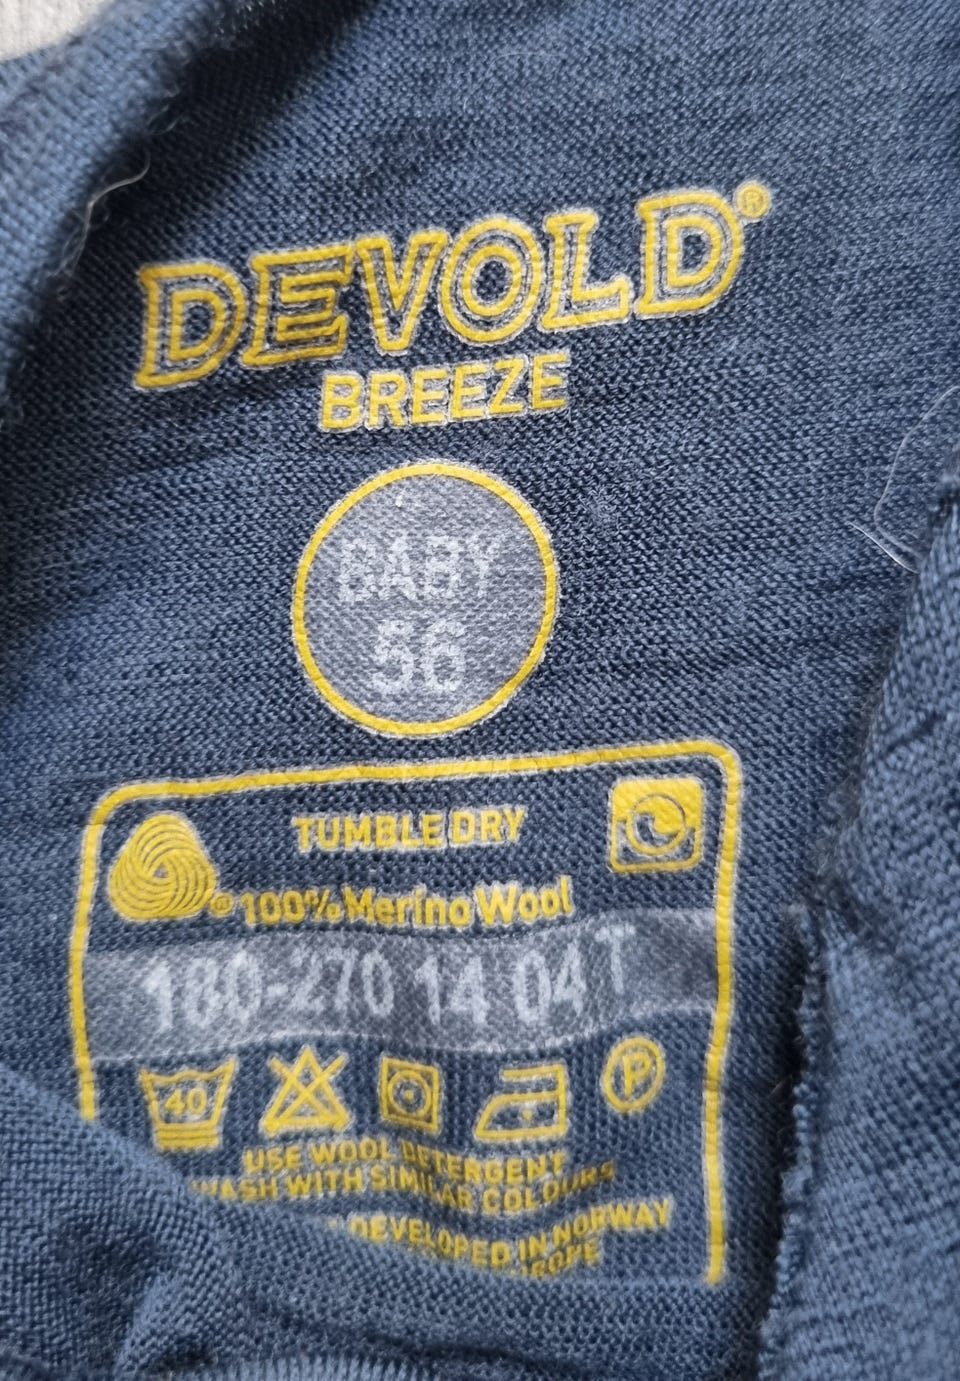 DEVOLD®
BREEZE
BABY
56
TUMBLE DRY
® 100% Merino Wool
180-270 14 04 T
40
P
USE WOOL DETERGENT
WASH WITH SIMILAR COLOURS
DEVELOPED IN NORWAY